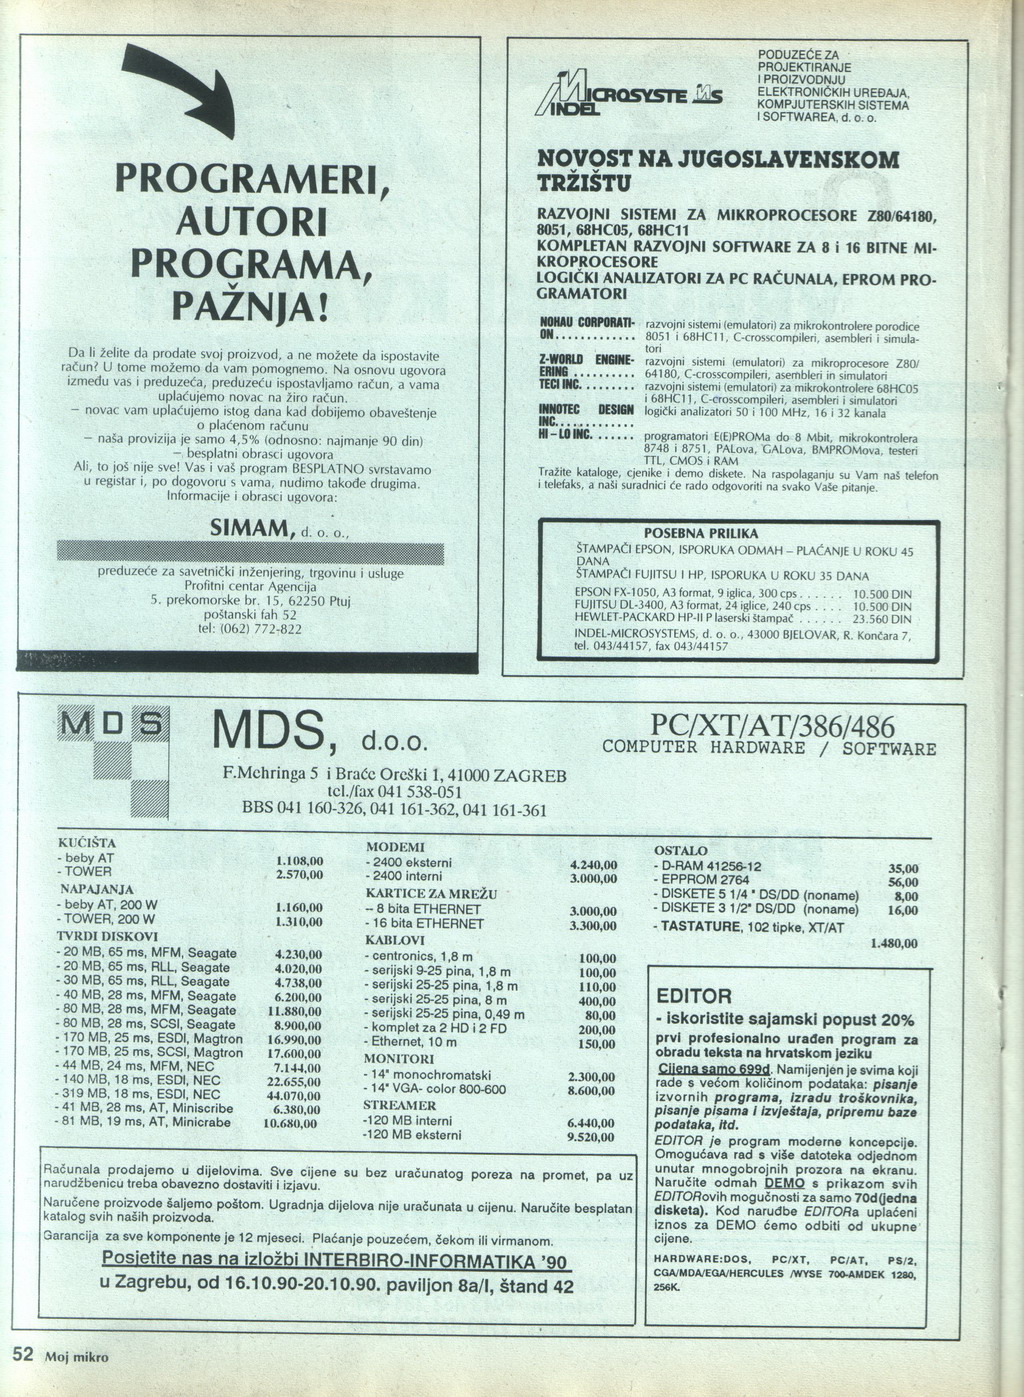 PROGRAMERI,
AUTORI
PROGRAMA,
PAŽNJA!
Da li želite da prodate svoj proizvod, a ne možete da ispostavite
račun? U tome možemo da vam pomognemo. Na osnovu ugovora
izmedu vas i preduzeća, preduzeću ispostavljamo račun, a vama
uplaćujemo novac na žiro račun.
– novac vam uplaćujemo istog dana kad dobijemo obaveštenje
o plaćenom računu
– naša provizija je samo 4,5% (odnosno: najmanje 90 din)
– besplatni obrasci ugovora
Ali, to još nije sve! Vas i vaš program BESPLATNO svrstavamo
u registar i, po dogovoru s vama, nudimo takode drugima.
Informacije i obrasci ugovora:
SIMAM, d. o. o.,
preduzeće za savetnički inženjering, trgovinu i usluge
Profitni centar Agencija
5. prekomorske br. 15, 62250 Ptuj
poštanski fah 52
tel: (062) 772-822
INDEL
MICROSYSTEMS
PODUZEĆE ZA
PROJEKTIRANJE
I PROIZVODNJU
ELEKTRONIČKIH UREĐAJA,
KOMPJUTERSKIH SISTEMA
I SOFTWAREA, d. o. o.
NOVOST NA JUGOSLAVENSKOM
TRŽIŠTU
RAZVOJNI SISTEMI ZA MIKROPROCESORE Z80/64180,
8051, 68HC05, 68HC11
KOMPLETAN RAZVOJNI SOFTWARE ZA 8 i 16 BITNE MI-
KROPROCESORE
LOGIČKI ANALIZATORI ZA PC RAČUNALA, EPROM PRO-
GRAMATORI
NOHAU CORPORATI- razvojni sistemi (emulatori) za mikrokontrolere porodice
ON............ 8051 i 68HC11, C-crosscompileri, asembleri i simula-
tori
Z-WORLD ENGINE- razvojni sistemi (emulatori) za mikroprocesore Z80/
ERING.......... 64180, C-crosscompileri, asembleri in simulatori
TECI INC......... razvojni sistemi (emulatori) za mikrokontrolere 68HC05
i 68HC11, C-crosscompileri, asembleri i simulatori
INNOTEC DESIGN logički analizatori 50 i 100 MHz, 16 i 32 kanala
INC............
HI–LO INC....... programatori E(E)PROMa do 8 Mbit, mikrokontrolera
8748 i 8751, PALova, GALova, BMPROMova, testeri
TTL, CMOS i RAM
Tražite kataloge, cjenike i demo diskete. Na raspolaganju su Vam naš telefon
i telefaks, a naši suradnici će rado odgovoriti na svako Vaše pitanje.
POSEBNA PRILIKA
ŠTAMPAČI EPSON, ISPORUKA ODMAH – PLAĆANJE U ROKU 45
DANA
ŠTAMPAČI FUJITSU I HP, ISPORUKA U ROKU 35 DANA
EPSON FX-1050, A3 format, 9 iglica, 300 cps...... 10.500 DIN
FUJITSU DL-3400, A3 format, 24 iglice, 240 cps.... 10.500 DIN
HEWLET-PACKARD HP-II P laserski štampač...... 23.560 DIN
INDEL-MICROSYSTEMS, d. o. o., 43000 BJELOVAR, R. Končara 7,
tel. 043/44157, fax 043/44157
MDS
MDS, d.o.o.
F.Mehringa 5 i Braće Oreški 1, 41000 ZAGREB
tel./fax 041 538-051
BBS 041 160-326, 041 161-362, 041 161-361
PC/XT/AT/386/486
COMPUTER HARDWARE / SOFTWARE
KUĆIŠTA
- beby AT 1.108,00
- TOWER 2.570,00
NAPAJANJA
- beby AT, 200 W 1.160,00
- TOWER, 200 W 1.310,00
TVRDI DISKOVI
- 20 MB, 65 ms, MFM, Seagate 4.230,00
- 20 MB, 65 ms, RLL, Seagate 4.020,00
- 30 MB, 65 ms, RLL, Seagate 4.738,00
- 40 MB, 28 ms, MFM, Seagate 6.200,00
- 80 MB, 28 ms, MFM, Seagate 11.880,00
- 80 MB, 28 ms, SCSI, Seagate 8.900,00
- 170 MB, 25 ms, ESDI, Magtron 16.990,00
- 170 MB, 25 ms, SCSI, Magtron 17.600,00
- 44 MB, 24 ms, MFM, NEC 7.144,00
- 140 MB, 18 ms, ESDI, NEC 22.655,00
- 319 MB, 18 ms, ESDI, NEC 44.070,00
- 41 MB, 28 ms, AT, Miniscribe 6.380,00
- 81 MB, 19 ms, AT, Minicrabe 10.680,00
MODEMI
- 2400 eksterni 4.240,00
- 2400 interni 3.000,00
KARTICE ZA MREŽU
- 8 bita ETHERNET 3.000,00
- 16 bita ETHERNET 3.300,00
KABLOVI
- centronics, 1,8 m 100,00
- serijski 9-25 pina, 1,8 m 100,00
- serijski 25-25 pina, 1,8 m 110,00
- serijski 25-25 pina, 8 m 400,00
- serijski 25-25 pina, 0,49 m 80,00
- komplet za 2 HD i 2 FD 200,00
- Ethernet, 10 m 150,00
MONITORI
- 14" monochromatski 2.300,00
- 14" VGA- color 800-600 8.600,00
STREAMER
-120 MB interni 6.440,00
-120 MB eksterni 9.520,00
OSTALO
- D-RAM 41256-12 35,00
- EPPROM 2764 56,00
- DISKETE 5 1/4 " DS/DD (noname) 8,00
- DISKETE 3 1/2" DS/DD (noname) 16,00
- TASTATURE, 102 tipke, XT/AT
1.480,00
EDITOR
- iskoristite sajamski popust 20%
prvi profesionalno urađen program za
obradu teksta na hrvatskom jeziku
Cijena samo 699d. Namijenjen je svima koji
rade s većom količinom podataka: pisanje
izvornih programa, izradu troškovnika,
pisanje pisama i izvještaja, pripremu baze
podataka, itd.
EDITOR je program moderne koncepcije.
Omogućava rad s više datoteka odjednom
unutar mnogobrojnih prozora na ekranu.
Naručite odmah DEMO s prikazom svih
EDITORovih mogučnosti za samo 70d(jedna
disketa). Kod narudbe EDITORa uplaćeni
iznos za DEMO ćemo odbiti od ukupne
cijene.
HARDWARE:DOS, PC/XT, PC/AT, PS/2,
CGA/MDA/EGA/HERCULES /WYSE 700-AMDEK 1280,
256K.
Računala prodajemo u dijelovima. Sve cijene su bez uračunatog poreza na promet, pa uz
narudžbenicu treba obavezno dostaviti i izjavu.
Naručene proizvode šaljemo poštom. Ugradnja dijelova nije uračunata u cijenu. Naručite besplatan
katalog svih naših proizvoda.
Garancija za sve komponente je 12 mjeseci. Plaćanje pouzećem, čekom ili virmanom.
Posjetite nas na izložbi INTERBIRO-INFORMATIKA '90
u Zagrebu, od 16.10.90-20.10.90. paviljon 8a/I, štand 42
52 Moj mikro